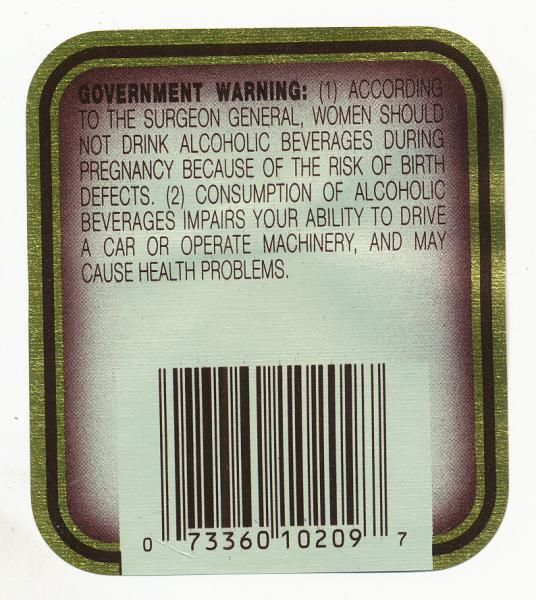 GOVERNMENT WARNING: (1) ACCORDING
TO THE SURGEON GENERAL, WOMEN SHOULD
NOT DRINK ALCOHOLIC BEVERAGES DURING
PREGNANCY BECAUSE OF THE RISK OF BIRTH
DEFECTS. (2) CONSUMPTION OF ALCOHOLIC
BEVERAGES IMPAIRS YOUR ABILITY TO DRIVE
A CAR OR OPERATE MACHINERY, AND MAY
CAUSE HEALTH PROBLEMS.
0 73360 10209 7